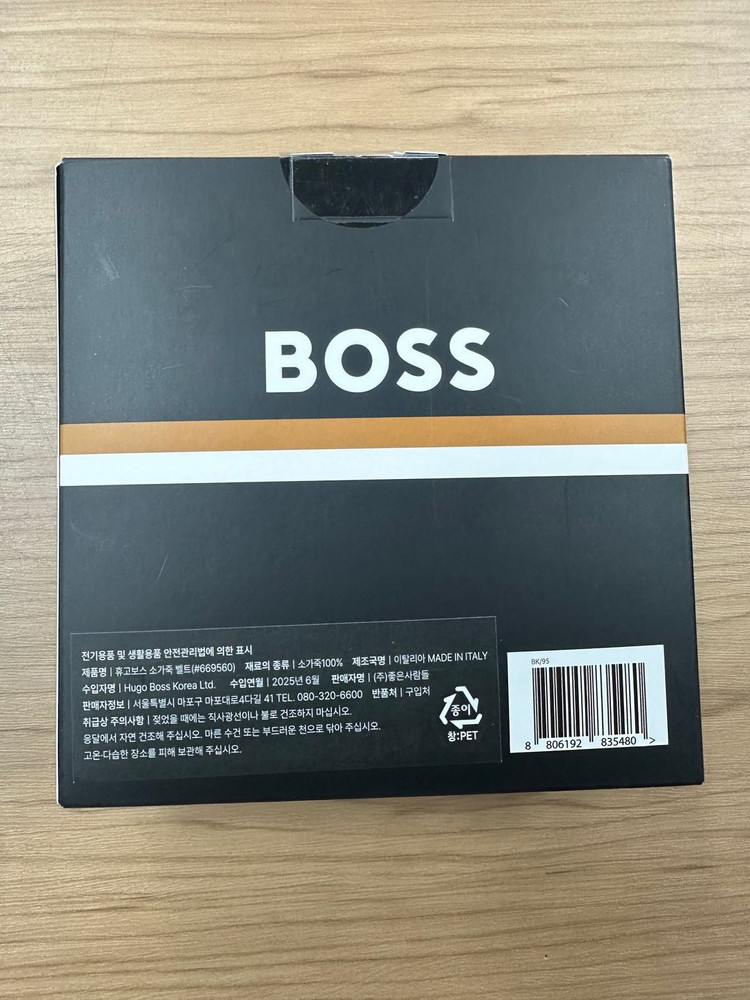 BOSS
전기용품 및 생활용품 안전관리법에 의한 표시
제품명 | 휴고보스 소가죽 벨트(#669560) 재료의 종류 | 소가죽100% 제조국명 | 이탈리아 MADE IN ITALY
수입자명 | Hugo Boss Korea Ltd. 수입연월 | 2025년 6월 판매자명 | (주)좋은사람들
판매자정보 | 서울특별시 마포구 마포대로4다길 41 TEL. 080-320-6600 반품처 | 구입처
취급상 주의사항 | 젖었을 때에는 직사광선이나 불로 건조하지 마십시오.
응달에서 자연 건조해 주십시오. 마른 수건 또는 부드러운 천으로 닦아 주십시오.
고온·다습한 장소를 피해 보관해 주십시오.
종이
창:PET
BK/95
8 806192 835480 >